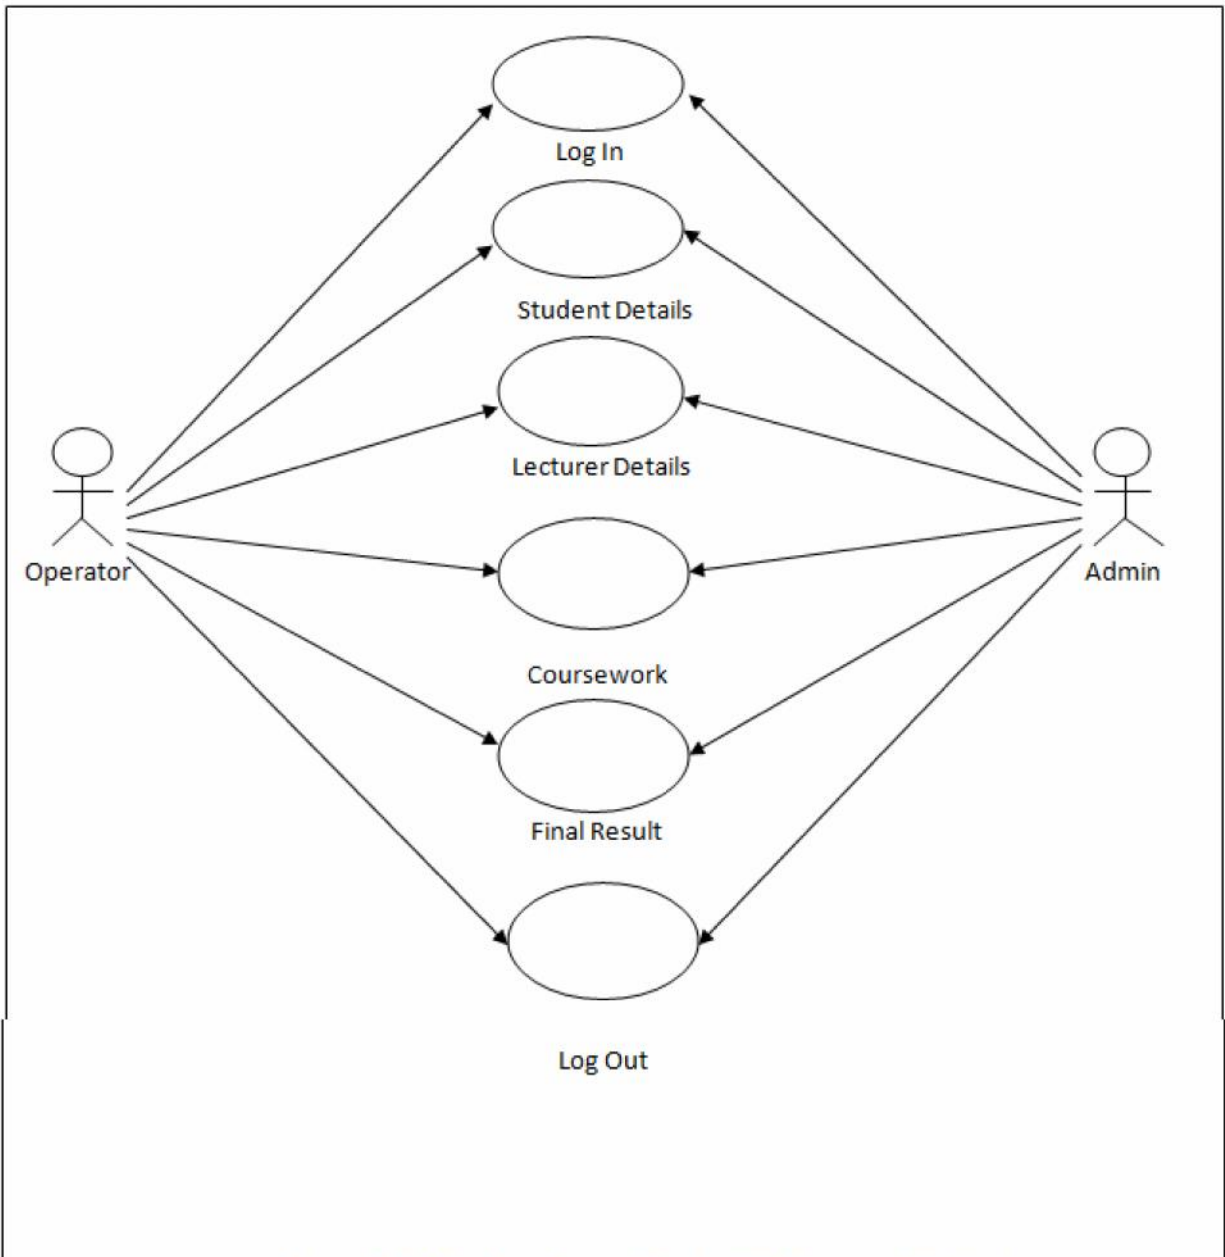 Log In
Student Details
Lecturer Details
Operator
Admin
Coursework
Final Result
Log Out